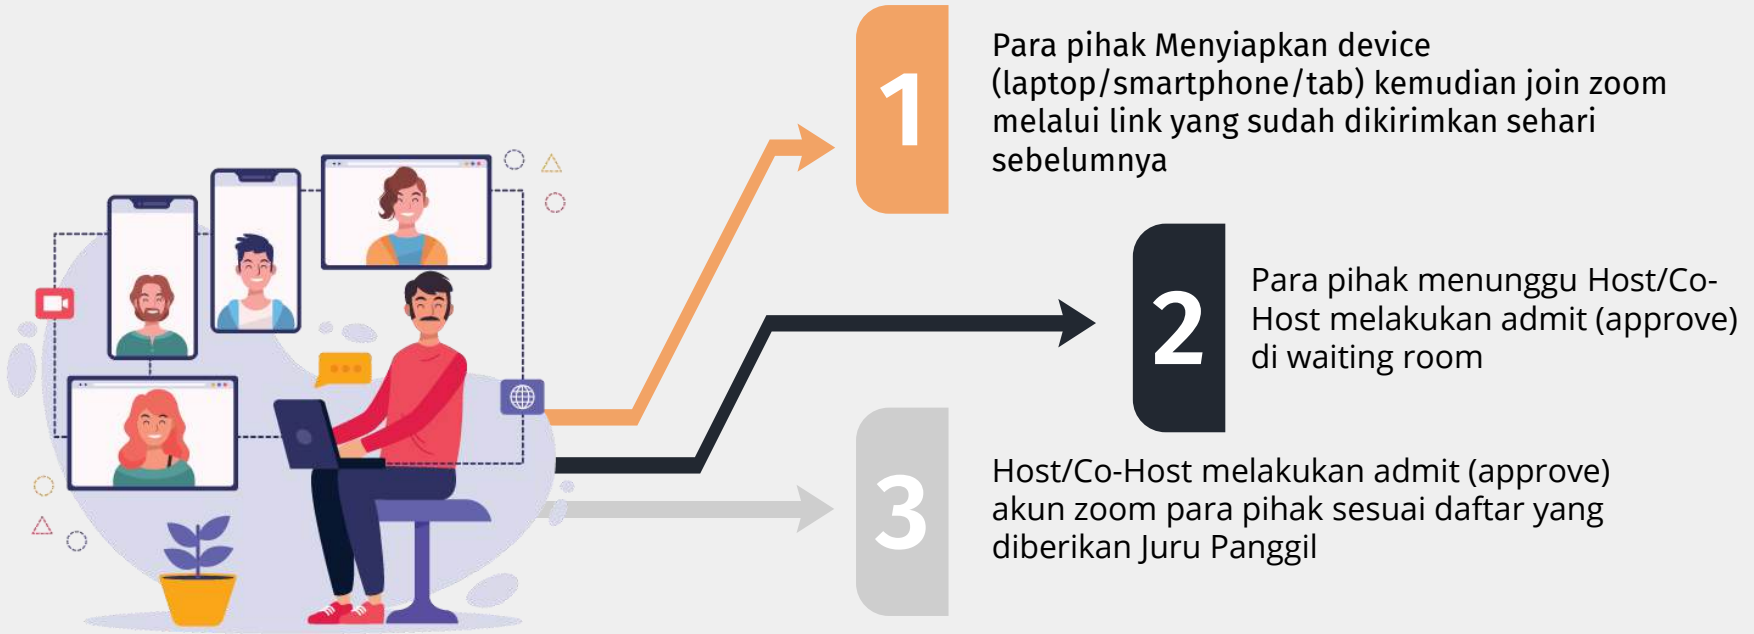 1
Para pihak Menyiapkan device
(laptop/smartphone/tab) kemudian join zoom
melalui link yang sudah dikirimkan sehari
sebelumnya
2
Para pihak menunggu Host/Co-
Host melakukan admit (approve)
di waiting room
3
Host/Co-Host melakukan admit (approve)
akun zoom para pihak sesuai daftar yang
diberikan Juru Panggil